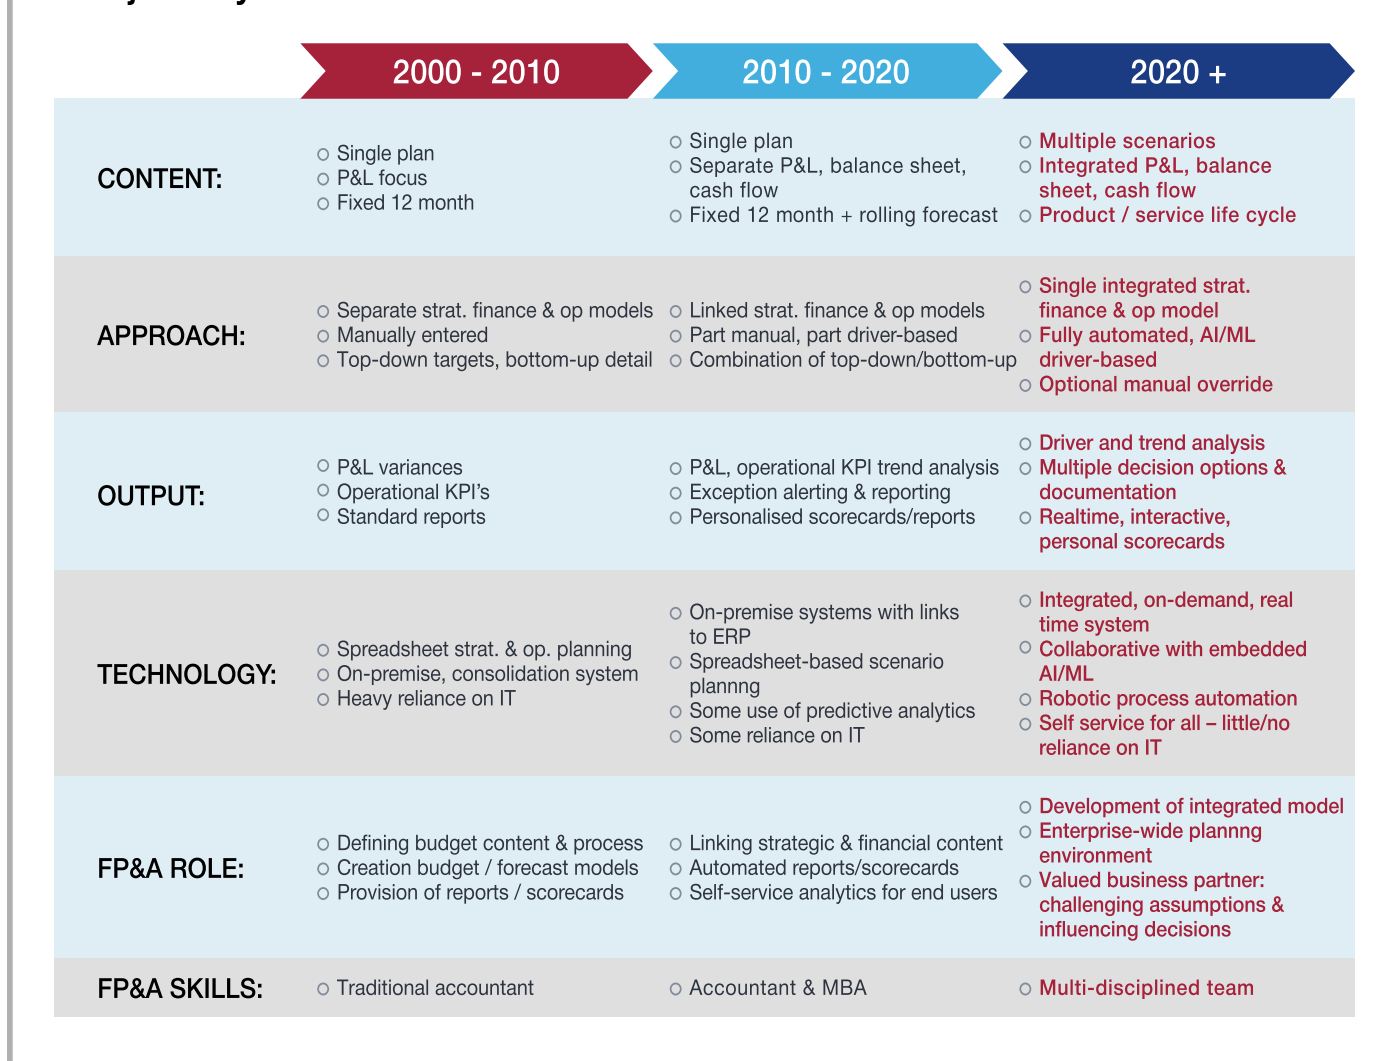 2000 - 2010
2010 - 2020
2020 +
CONTENT:
Single plan
P&L focus
Fixed 12 month
Single plan
Separate P&L, balance sheet,
cash flow
Fixed 12 month + rolling forecast
Multiple scenarios
Integrated P&L, balance
sheet, cash flow
Product / service life cycle
APPROACH:
Separate strat. finance & op models
Manually entered
Top-down targets, bottom-up detail
Linked strat. finance & op models
Part manual, part driver-based
Combination of top-down/bottom-up
Single integrated strat.
finance & op model
Fully automated, AI/ML
driver-based
Optional manual override
OUTPUT:
P&L variances
Operational KPI’s
Standard reports
P&L, operational KPI trend analysis
Exception alerting & reporting
Personalised scorecards/reports
Driver and trend analysis
Multiple decision options &
documentation
Realtime, interactive,
personal scorecards
TECHNOLOGY:
Spreadsheet strat. & op. planning
On-premise, consolidation system
Heavy reliance on IT
On-premise systems with links
to ERP
Spreadsheet-based scenario
plannng
Some use of predictive analytics
Some reliance on IT
Integrated, on-demand, real
time system
Collaborative with embedded
AI/ML
Robotic process automation
Self service for all – little/no
reliance on IT
FP&A ROLE:
Defining budget content & process
Creation budget / forecast models
Provision of reports / scorecards
Linking strategic & financial content
Automated reports/scorecards
Self-service analytics for end users
Development of integrated model
Enterprise-wide plannng
environment
Valued business partner:
challenging assumptions &
influencing decisions
FP&A SKILLS:
Traditional accountant
Accountant & MBA
Multi-disciplined team